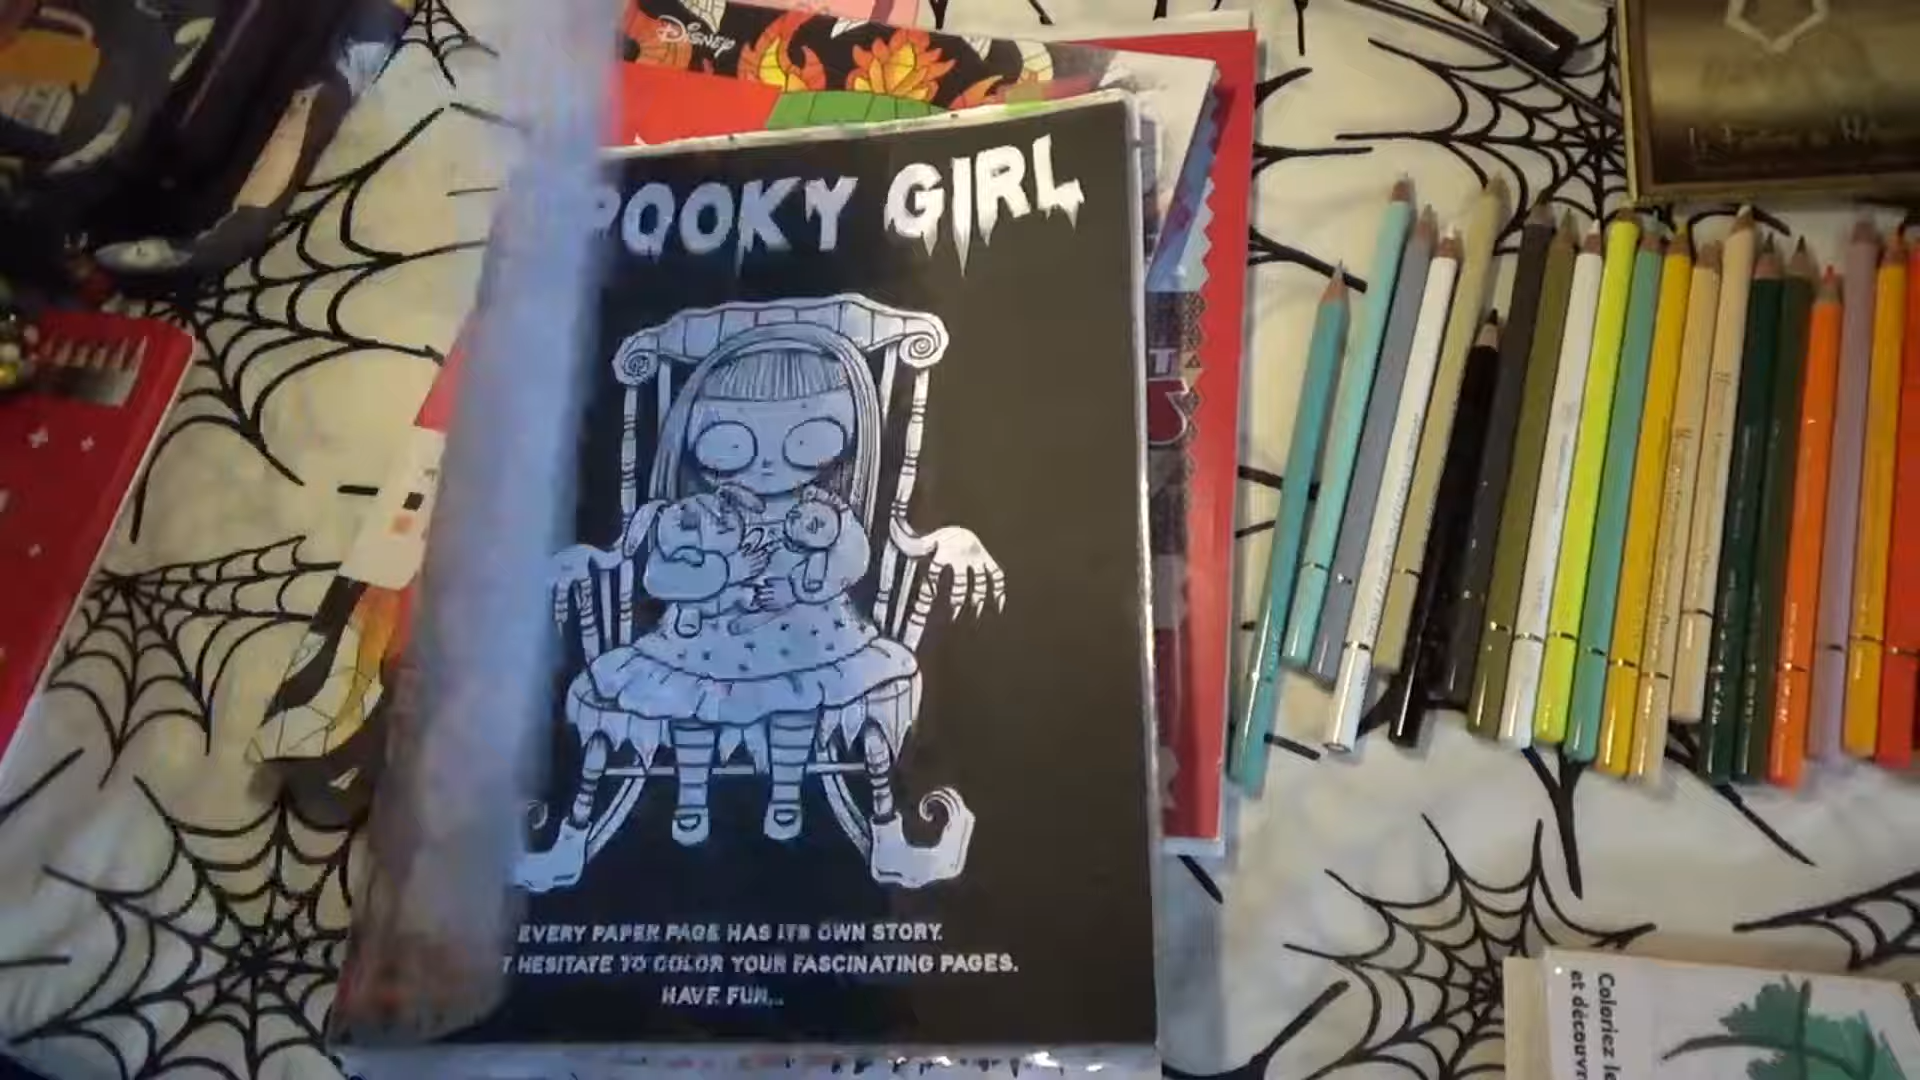 DISNEY
POOKY GIRL
EVERY PAPER PAGE HAS ITS OWN STORY.
T HESITATE TO COLOR YOUR FASCINATING PAGES.
HAVE FUN...
Coloriez le
et découvr